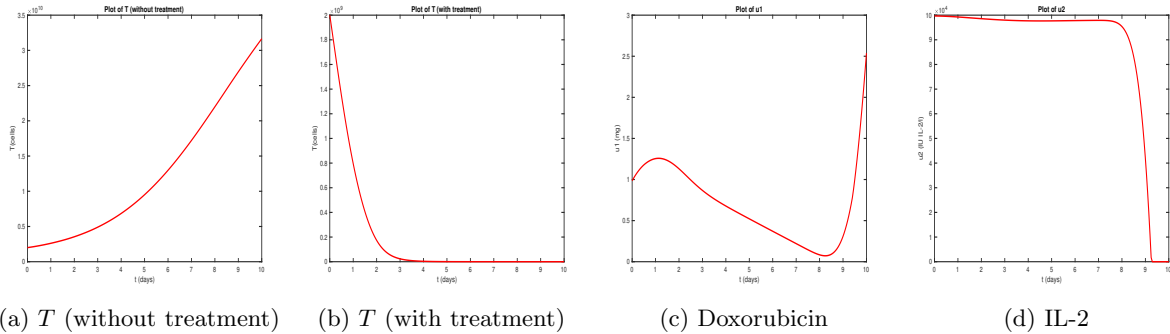 Plot of T (without treatment)
3.5
3
2.5
2
1.5
1
0.5
0
T (cells)
0 1 2 3 4 5 6 7 8 9 10
t (days)
(a) T (without treatment)
Plot of T (with treatment)
2
1.8
1.6
1.4
1.2
1
0.8
0.6
0.4
0.2
0
T (cells)
0 1 2 3 4 5 6 7 8 9 10
t (days)
(b) T (with treatment)
Plot of u1
3
2.5
2
1.5
1
0.5
0
u1 (mg)
0 1 2 3 4 5 6 7 8 9 10
t (days)
(c) Doxorubicin
Plot of u2
×10⁴
10
9
8
7
6
5
4
3
2
1
0
u2 (IU IL-2/l)
0 1 2 3 4 5 6 7 8 9 10
t (days)
(d) IL-2